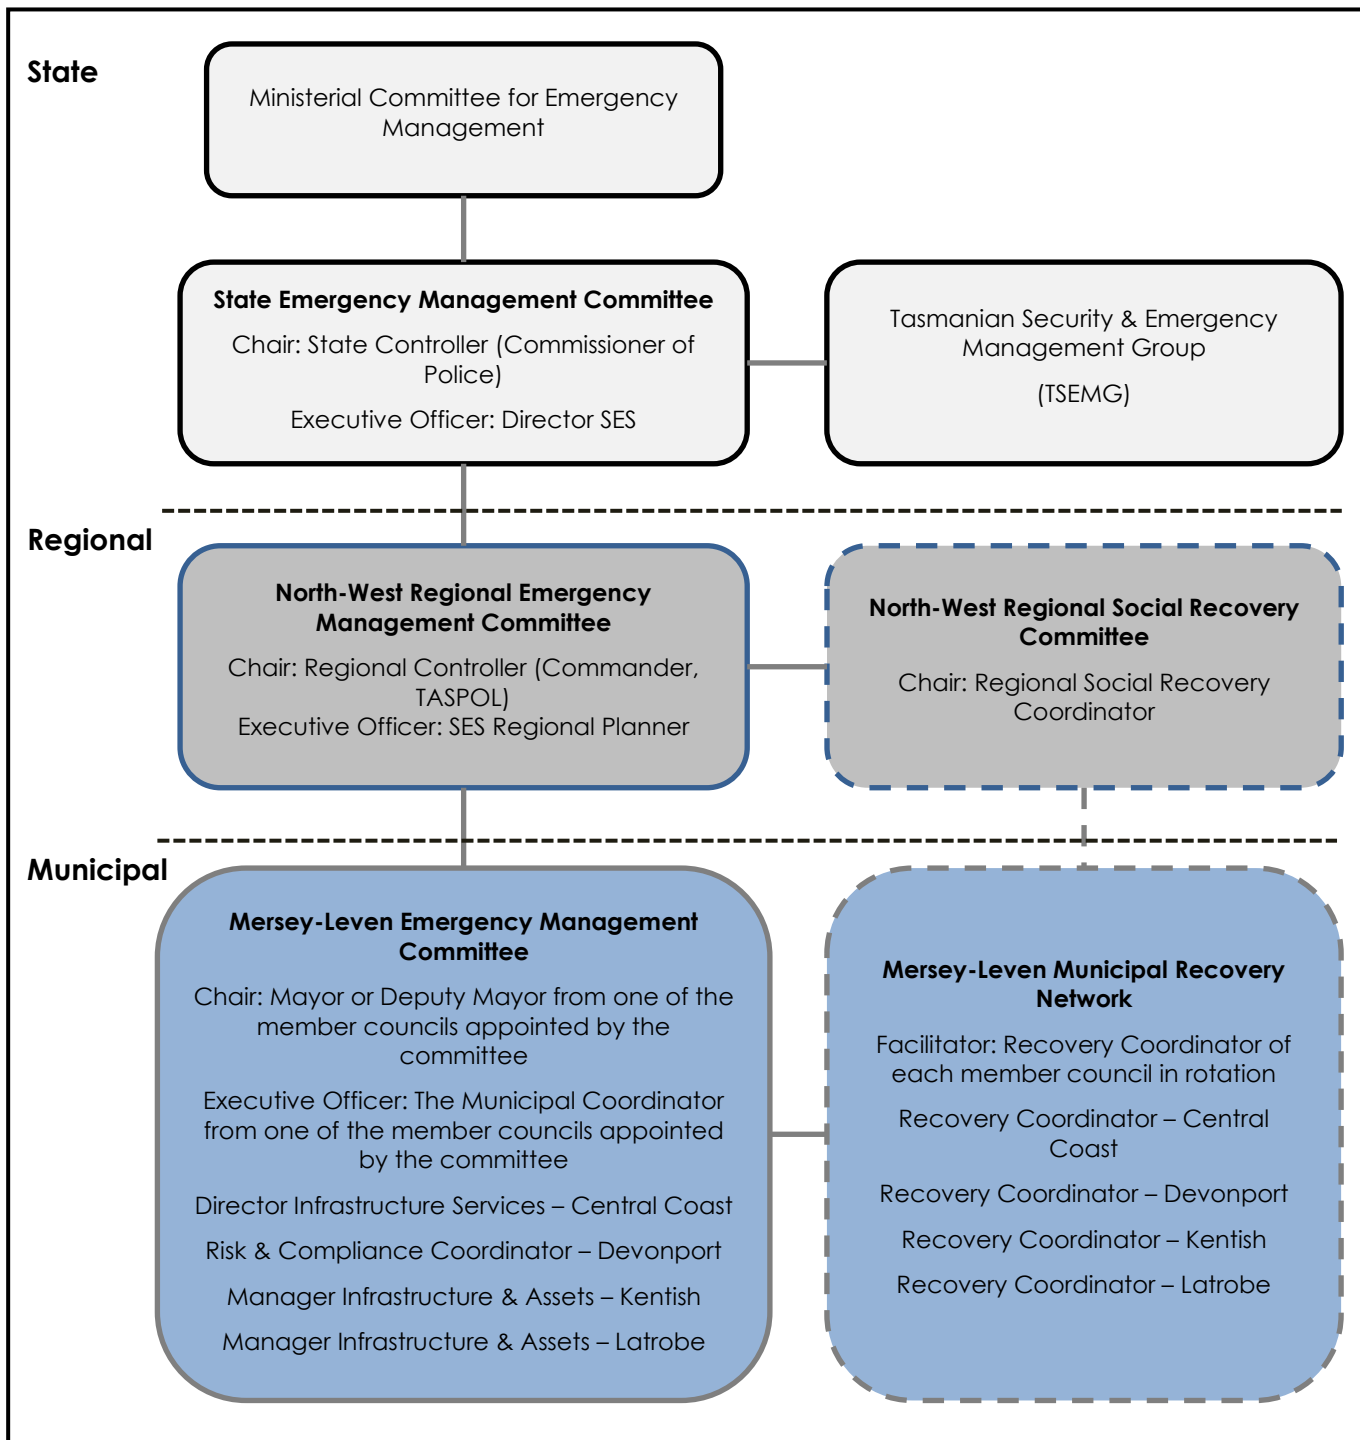 State
Ministerial Committee for Emergency
Management
State Emergency Management Committee
Chair: State Controller (Commissioner of
Police)
Executive Officer: Director SES
Tasmanian Security & Emergency
Management Group
(TSEMG)
Regional
North-West Regional Emergency
Management Committee
Chair: Regional Controller (Commander,
TASPOL)
Executive Officer: SES Regional Planner
North-West Regional Social Recovery
Committee
Chair: Regional Social Recovery
Coordinator
Municipal
Mersey-Leven Emergency Management
Committee
Chair: Mayor or Deputy Mayor from one of the
member councils appointed by the
committee
Executive Officer: The Municipal Coordinator
from one of the member councils appointed
by the committee
Director Infrastructure Services – Central Coast
Risk & Compliance Coordinator – Devonport
Manager Infrastructure & Assets – Kentish
Manager Infrastructure & Assets – Latrobe
Mersey-Leven Municipal Recovery
Network
Facilitator: Recovery Coordinator of
each member council in rotation
Recovery Coordinator – Central
Coast
Recovery Coordinator – Devonport
Recovery Coordinator – Kentish
Recovery Coordinator – Latrobe